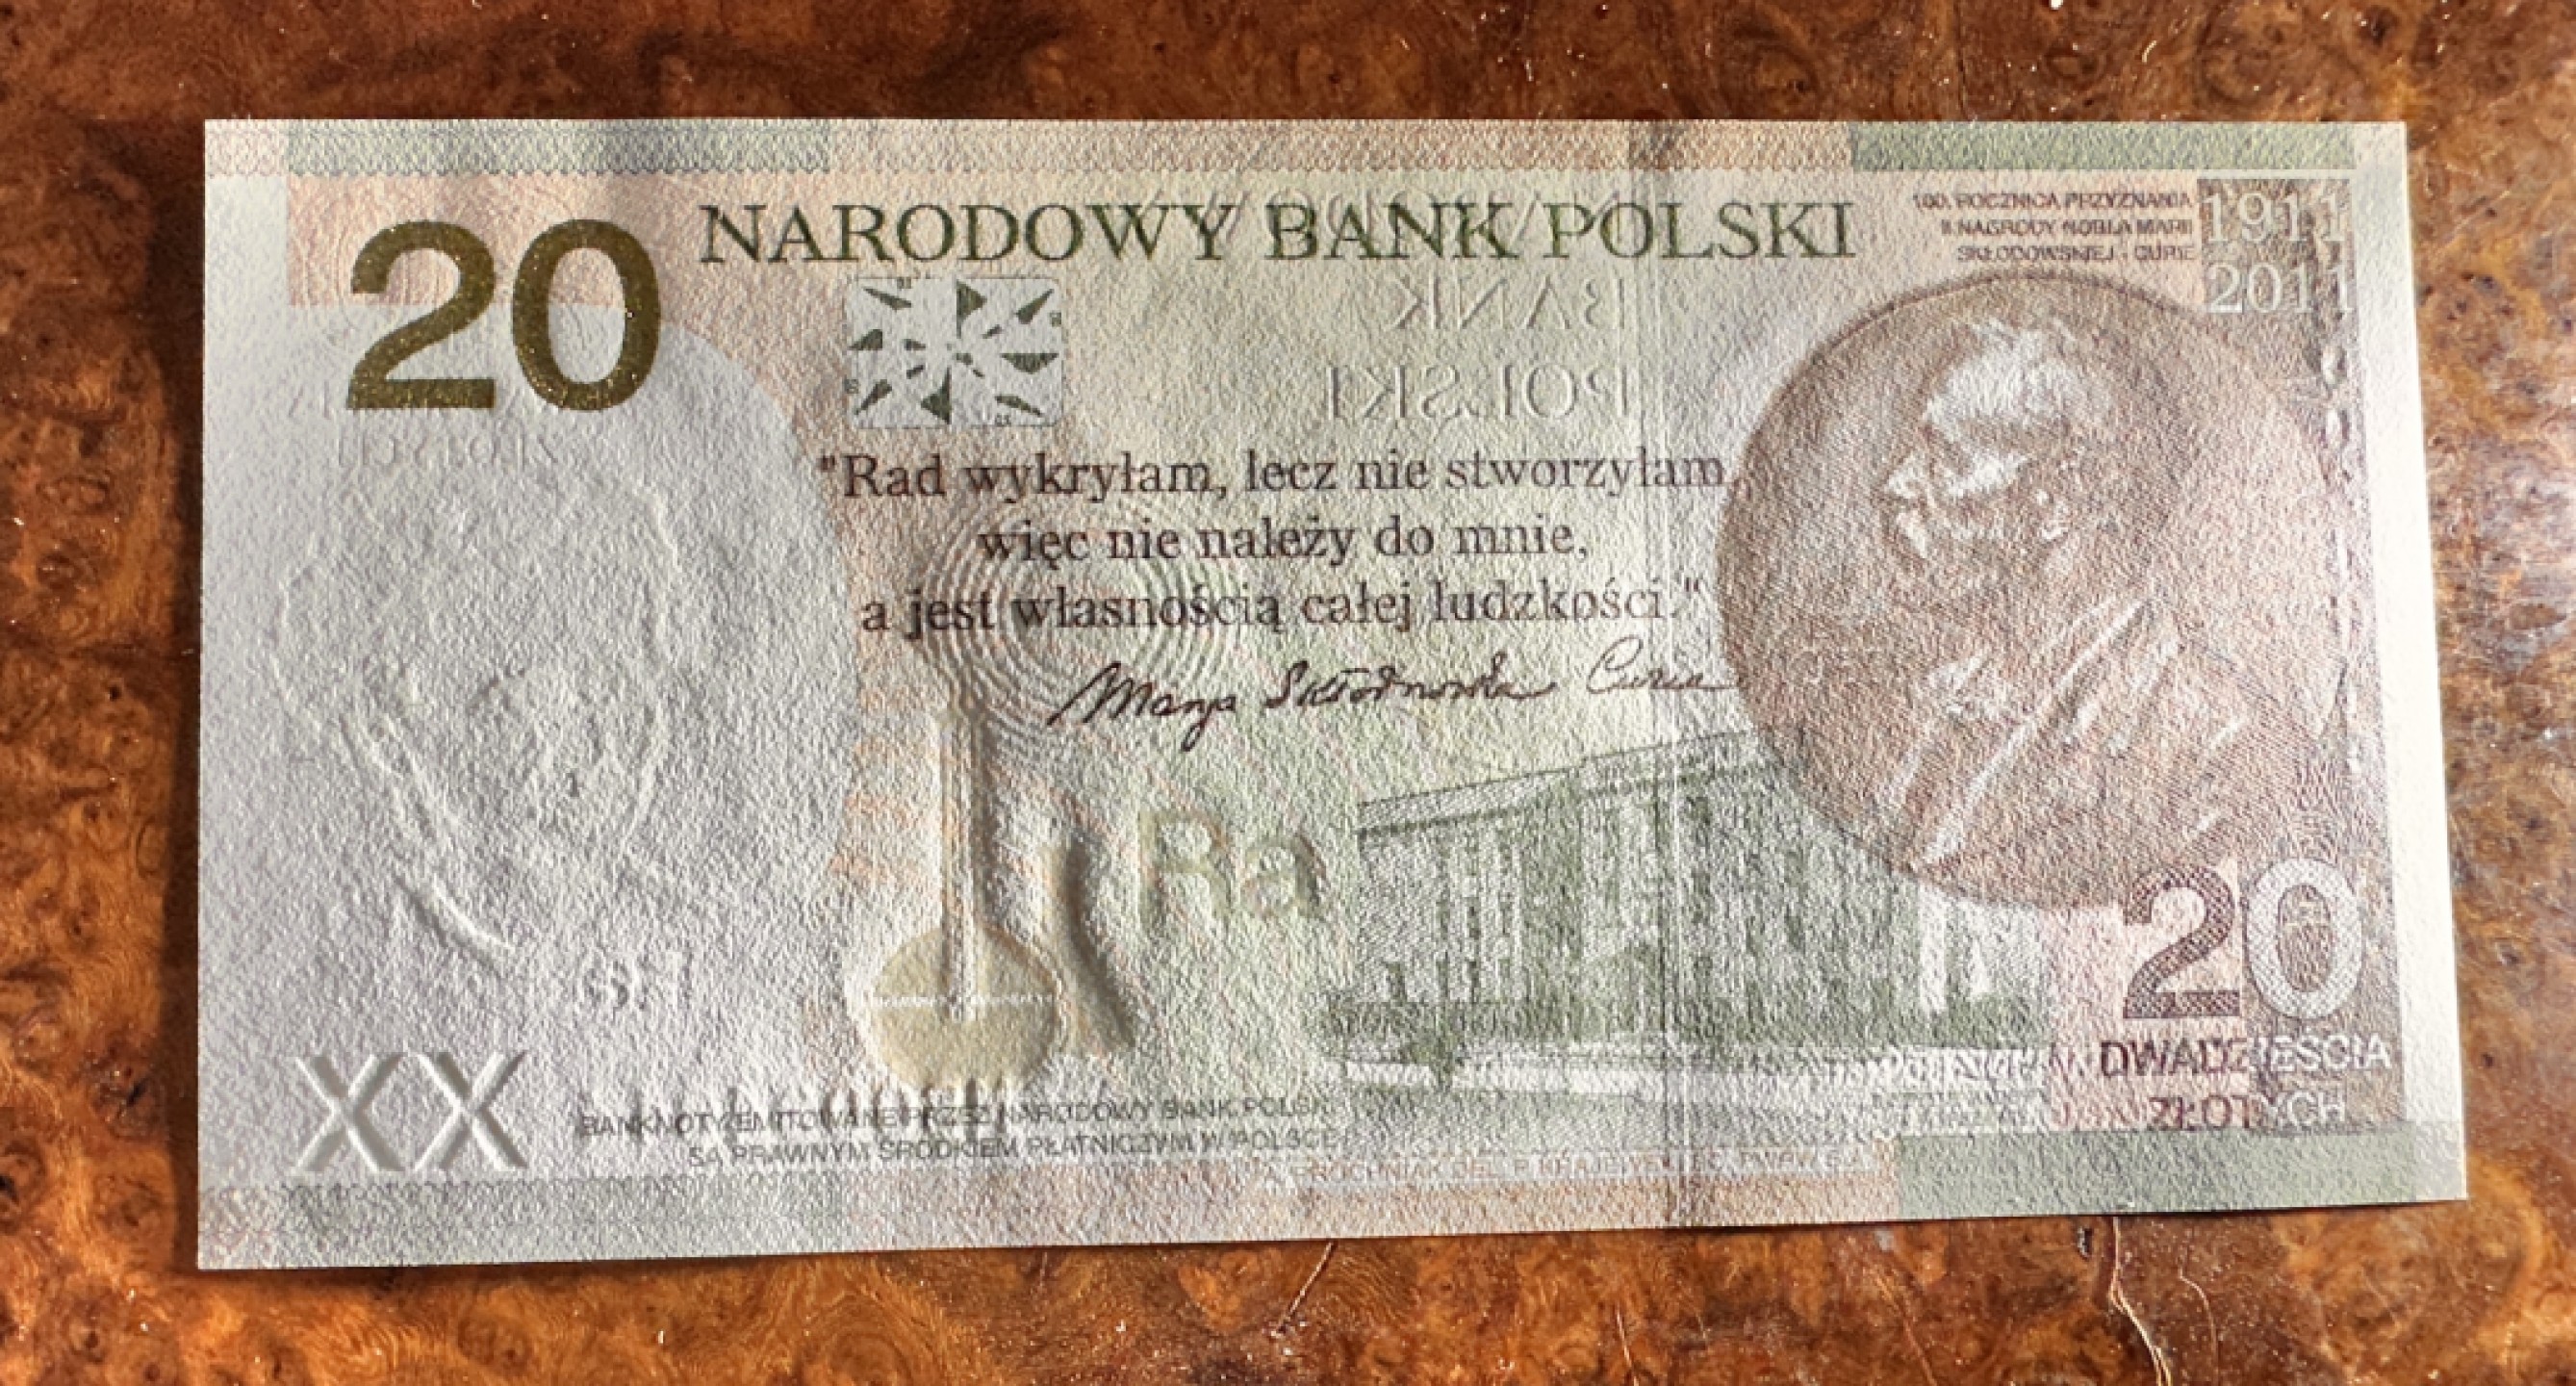 20
NARODOWY BANK POLSKI
100. ROCZNICA PRZYZNANIA
II NAGRODY NOBLA MARII
SKŁODOWSKIEJ - CURIE
1911
2011
BANK
POLSKI
"Rad wykryłam, lecz nie stworzyłam,
więc nie należy do mnie,
a jest własnością całej ludzkości."
Marya Skłodowska Curie
Ra
20
DWADZIEŚCIA
ZŁOTYCH
XX
BANKNOTY EMITOWANE PRZEZ NARODOWY BANK POLSKI
SĄ PRAWNYM ŚRODKIEM PŁATNICZYM W POLSCE